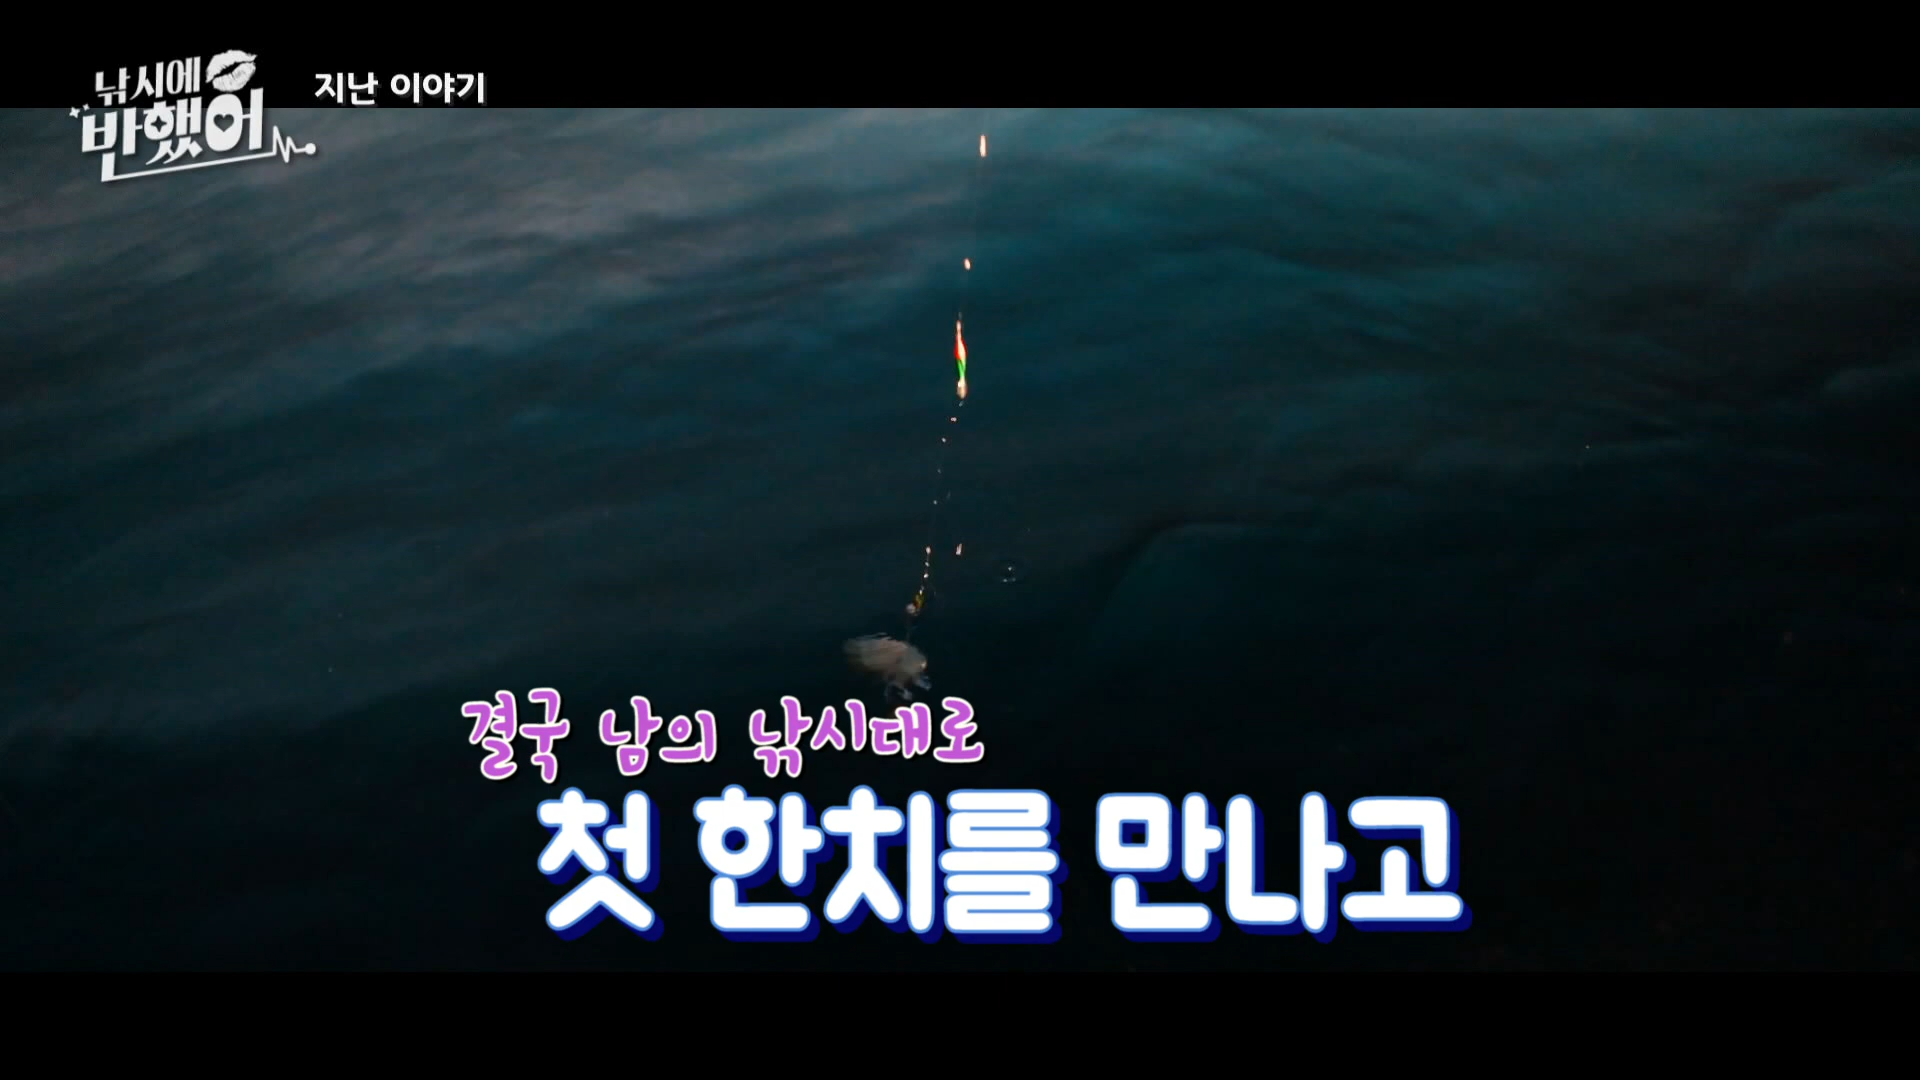 낚시에
반했어
지난 이야기
결국 남의 낚시대로
첫 한치를 만나고